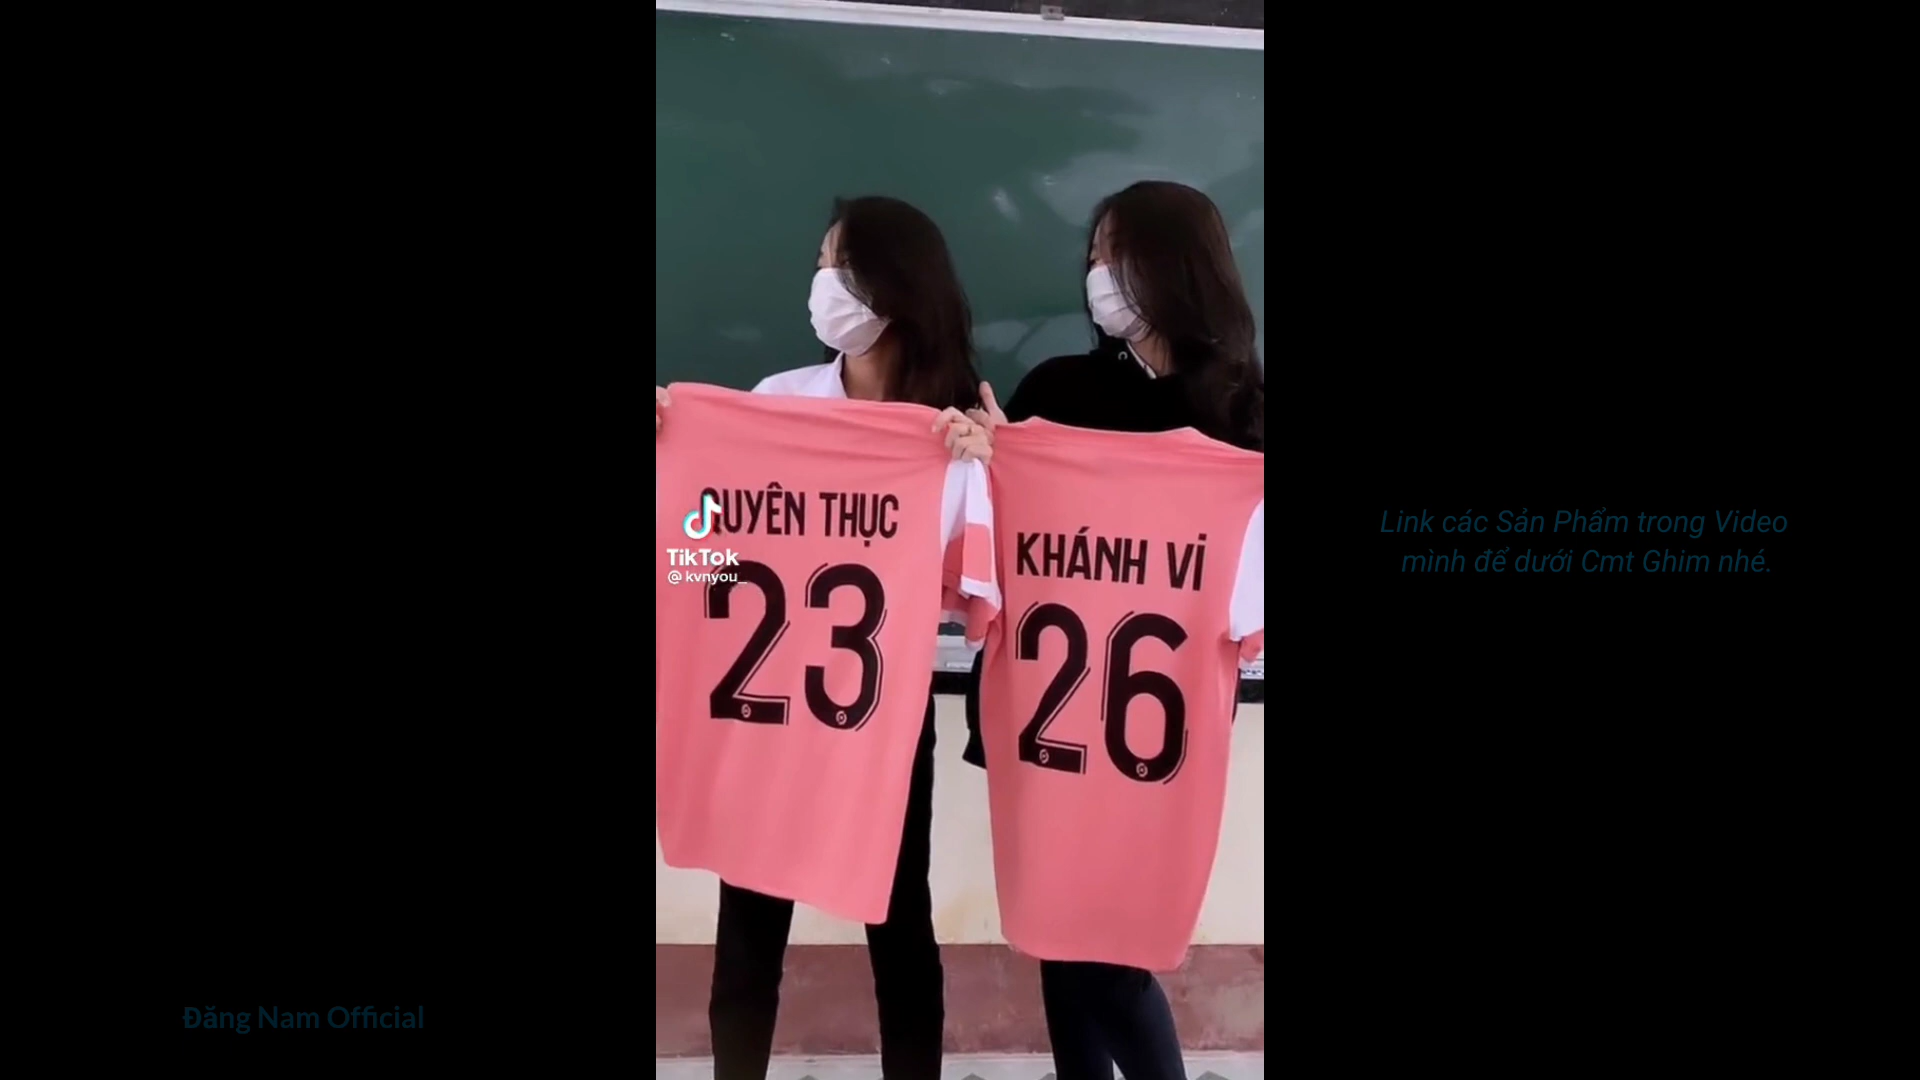 QUYÊN THỤC
23
KHÁNH VI
26
TikTok
@kvnyou_
Link các Sản Phẩm trong Video
mình để dưới Cmt Ghim nhé.
Đăng Nam Official